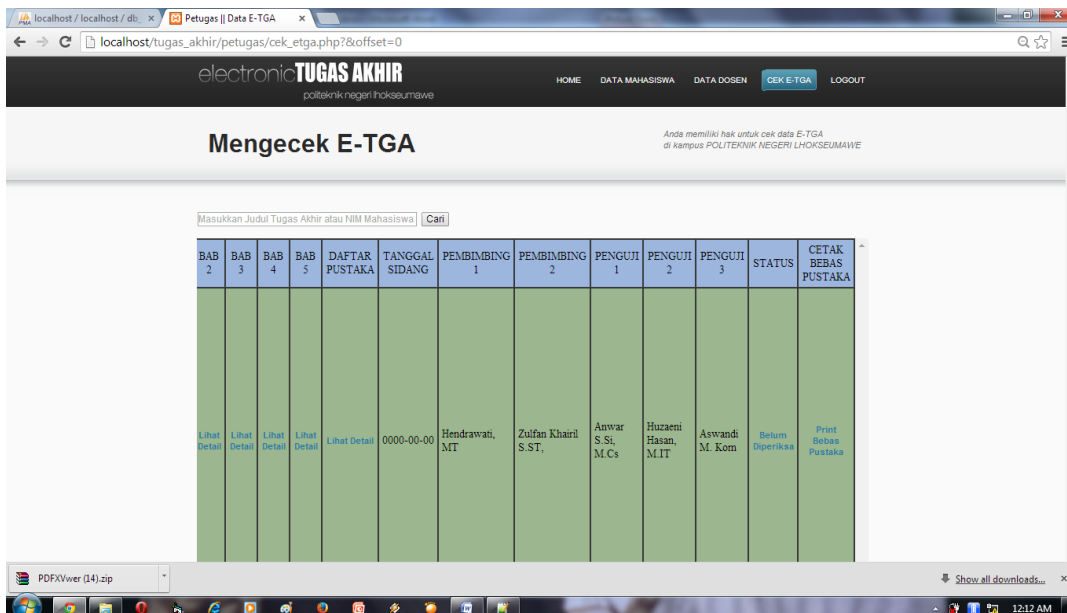 localhost / localhost / db_
Petugas || Data E-TGA
localhost/tugas_akhir/petugas/cek_etga.php?&offset=0
electronicTUGAS AKHIR
politeknik negeri lhokseumawe
HOME DATA MAHASISWA DATA DOSEN CEK E-TGA LOGOUT
Mengecek E-TGA
Anda memiliki hak untuk cek data E-TGA
di kampus POLITEKNIK NEGERI LHOKSEUMAWE
Masukkan Judul Tugas Akhir atau NIM Mahasiswa Cari
BAB 2 BAB 3 BAB 4 BAB 5 DAFTAR PUSTAKA TANGGAL SIDANG PEMBIMBING 1 PEMBIMBING 2 PENGUJI 1 PENGUJI 2 PENGUJI 3 STATUS CETAK BEBAS PUSTAKA
Lihat Detail Lihat Detail Lihat Detail Lihat Detail Lihat Detail 0000-00-00 Hendrawati, MT Zulfan Khairil S.ST, Anwar S.Si, M.Cs Huzaeni Hasan, M.IT Aswandi M. Kom Belum Diperiksa Print Bebas Pustaka
PDFXVwer (14).zip
Show all downloads...
12:12 AM